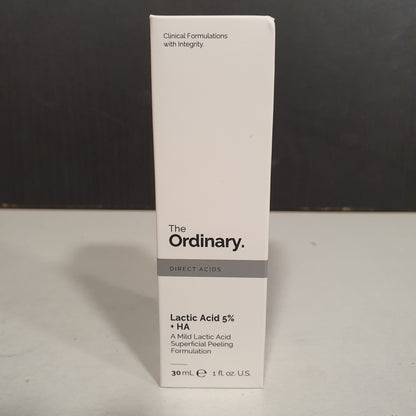 Clinical Formulations
with Integrity.
The
Ordinary.
DIRECT ACIDS
Lactic Acid 5%
+ HA
A Mild Lactic Acid
Superficial Peeling
Formulation
30 mL ℮ 1 fl. oz. U.S.